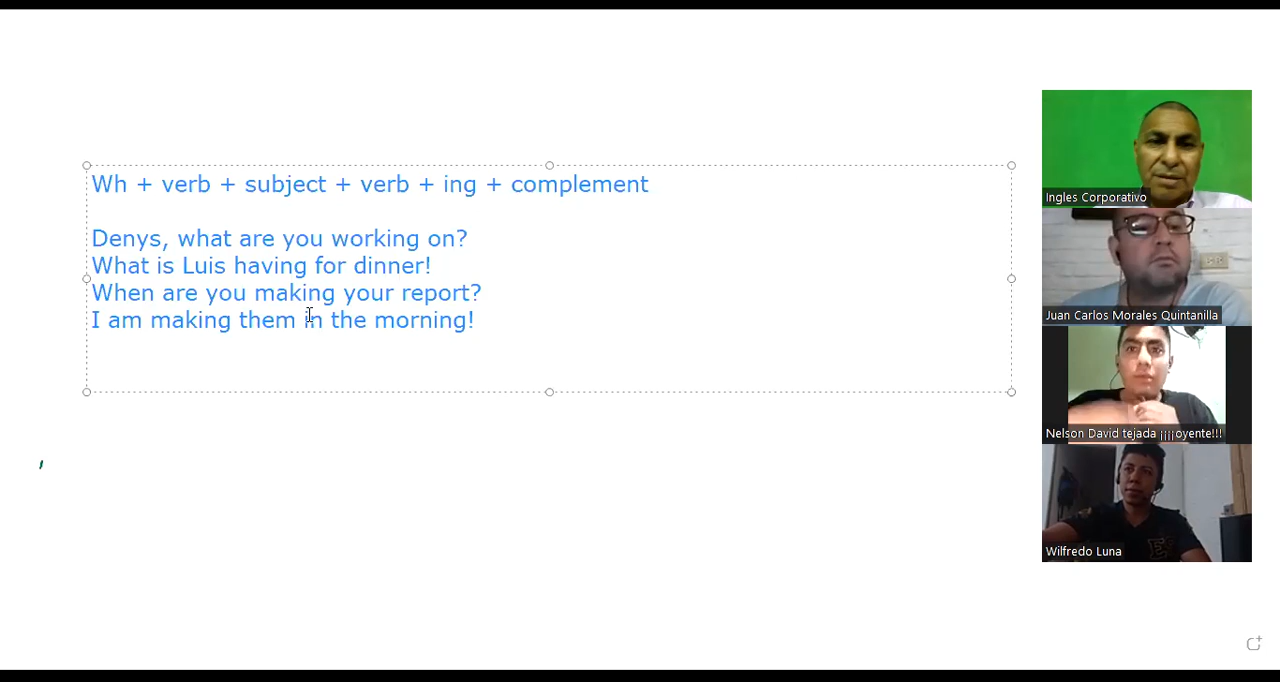 Wh + verb + subject + verb + ing + complement
Denys, what are you working on?
What is Luis having for dinner!
When are you making your report?
I am making them in the morning!
Ingles Corporativo
Juan Carlos Morales Quintanilla
Nelson David tejada ¡¡¡¡oyente!!!
Wilfredo Luna